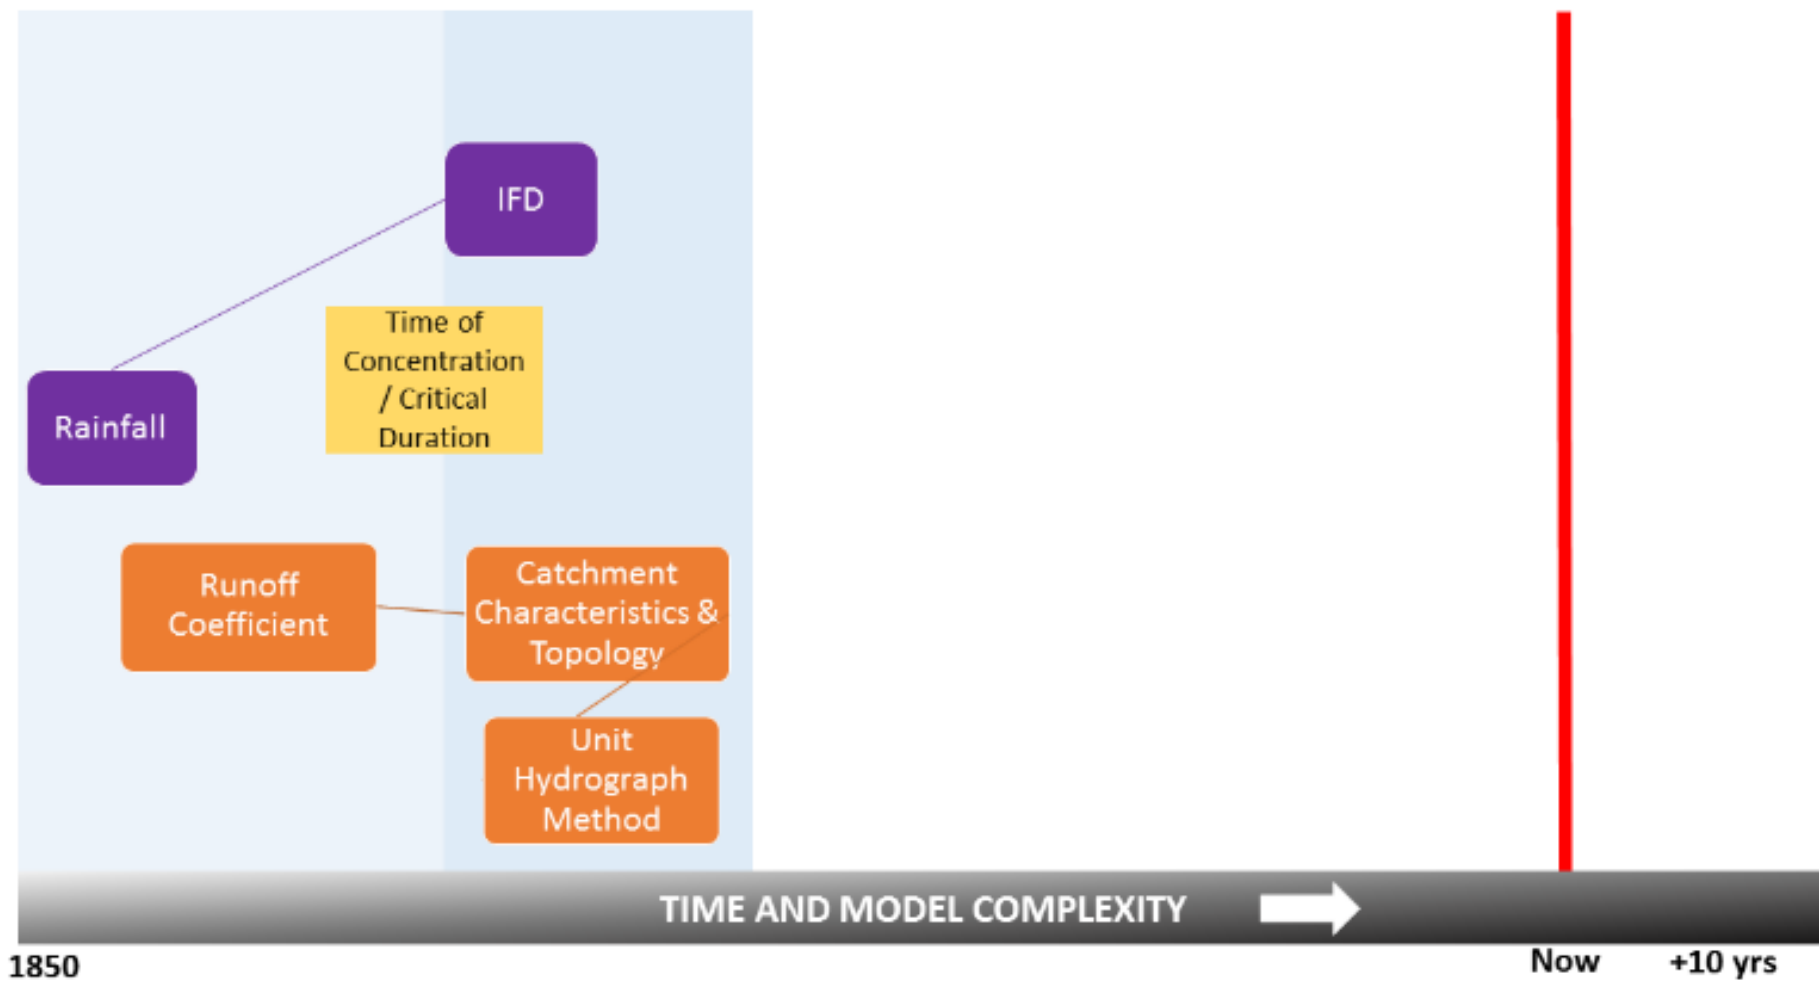 IFD
Time of
Concentration
/ Critical
Duration
Rainfall
Runoff
Coefficient
Catchment
Characteristics &
Topology
Unit
Hydrograph
Method
TIME AND MODEL COMPLEXITY
1850
Now
+10 yrs